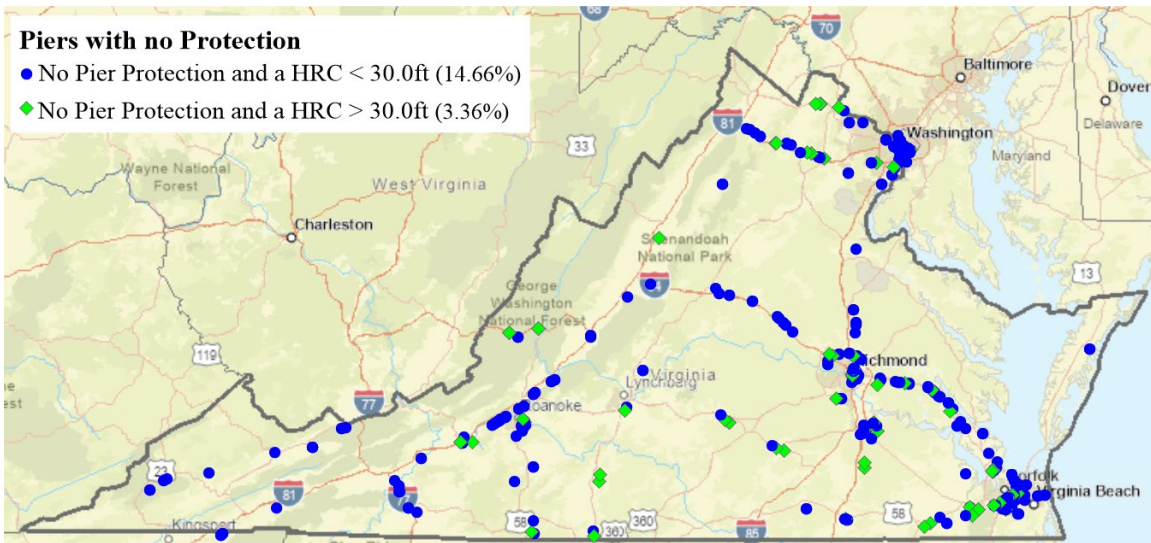 Piers with no Protection
No Pier Protection and a HRC < 30.0ft (14.66%)
No Pier Protection and a HRC > 30.0ft (3.36%)
68
70
Baltimore
Dover
81
Washington
Delaware
33
Maryland
Wayne National
Forest
West Virginia
Charleston
Shenandoah
National Park
13
George
Washington
National Forest
64
119
Richmond
Virginia
Lynchburg
77
Roanoke
23
81
77
Norfolk
Virginia Beach
58
360
58
Kingsport
360
85